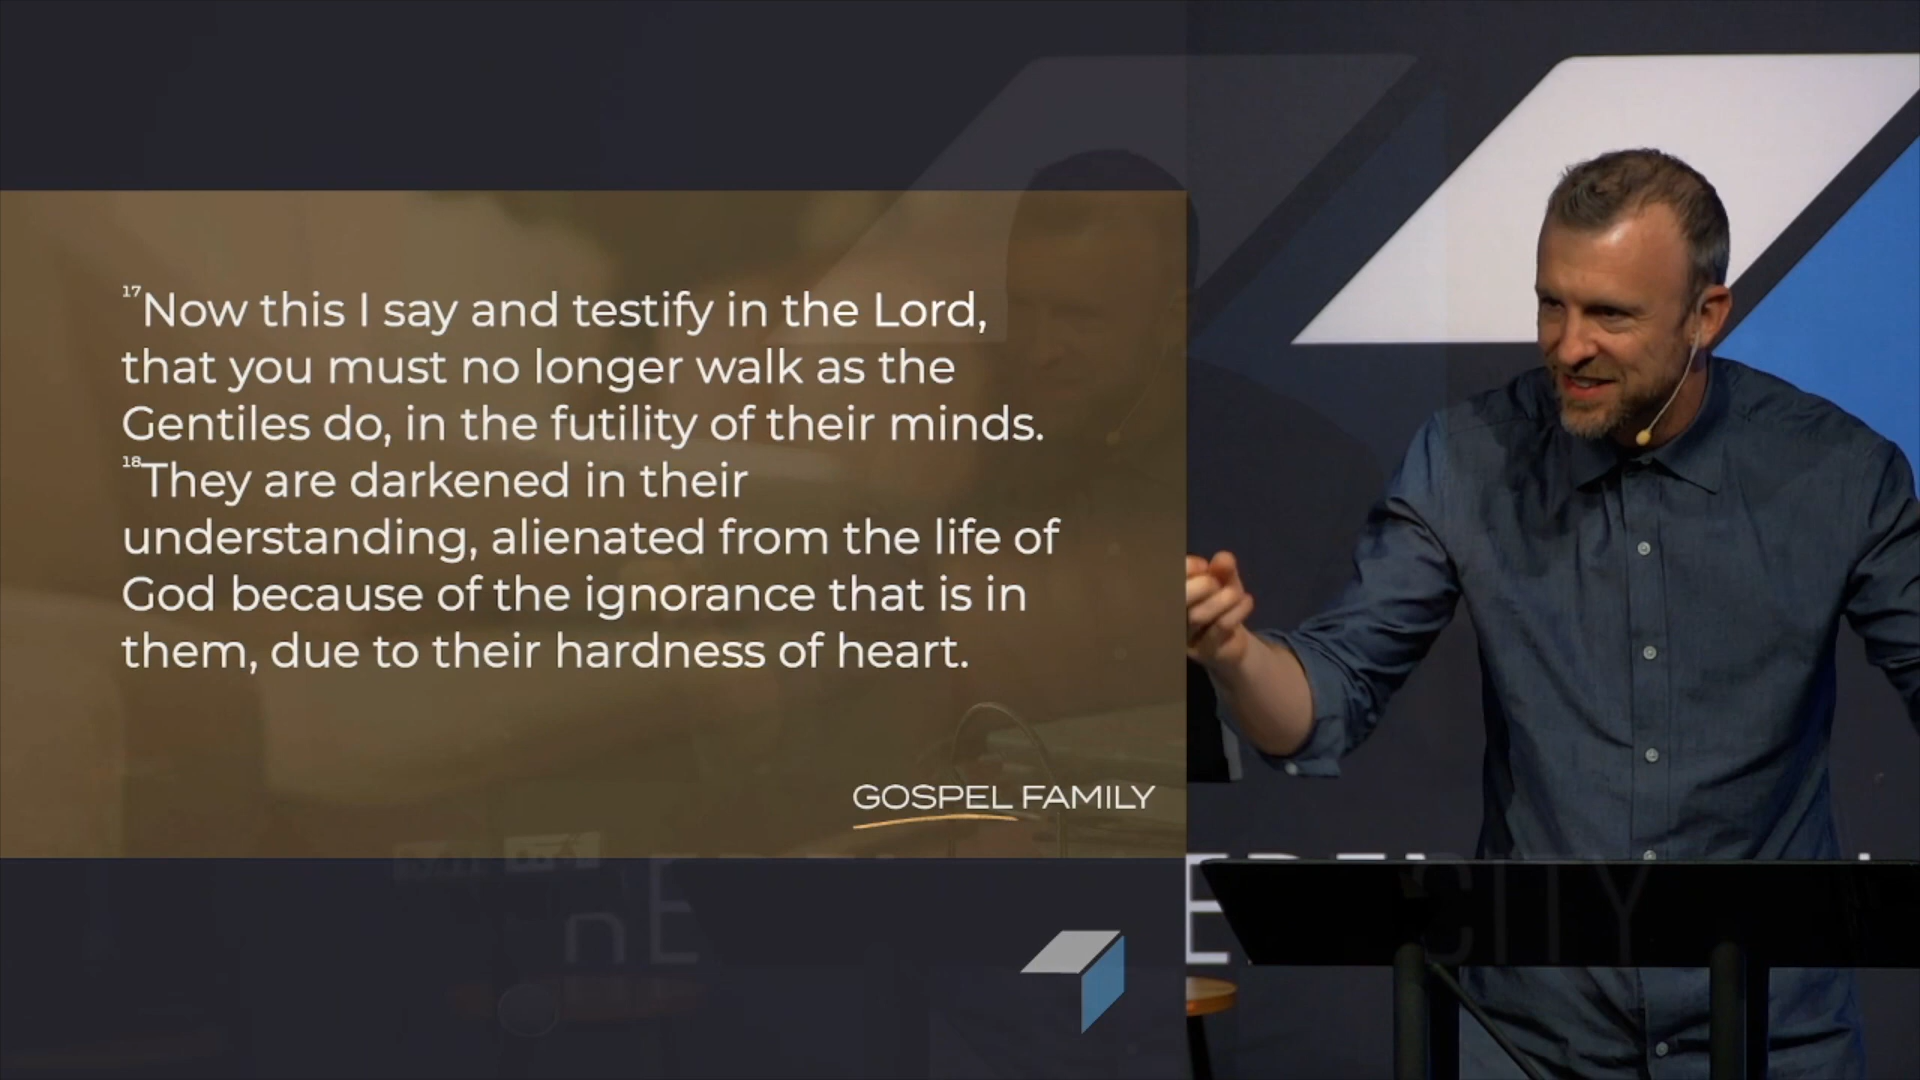 17Now this I say and testify in the Lord,
that you must no longer walk as the
Gentiles do, in the futility of their minds.
18They are darkened in their
understanding, alienated from the life of
God because of the ignorance that is in
them, due to their hardness of heart.
GOSPEL FAMILY
CITY